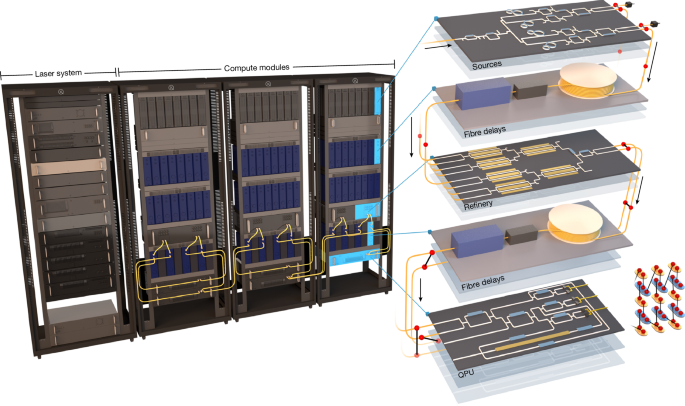 Laser system
Compute modules
Sources
Fibre delays
Refinery
Fibre delays
QPU